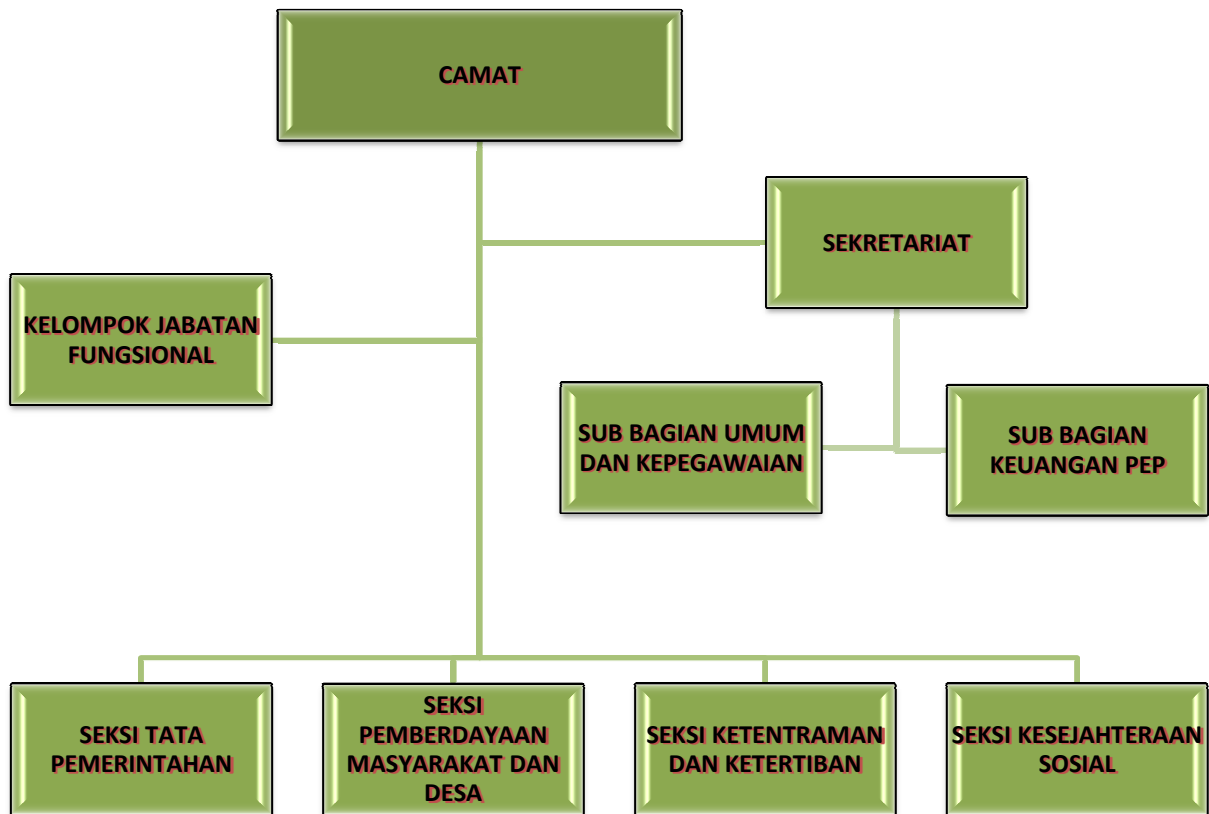 CAMAT
SEKRETARIAT
KELOMPOK JABATAN
FUNGSIONAL
SUB BAGIAN UMUM
DAN KEPEGAWAIAN
SUB BAGIAN
KEUANGAN PEP
SEKSI TATA
PEMERINTAHAN
SEKSI
PEMBERDAYAAN
MASYARAKAT DAN
DESA
SEKSI KETENTRAMAN
DAN KETERTIBAN
SEKSI KESEJAHTERAAN
SOSIAL